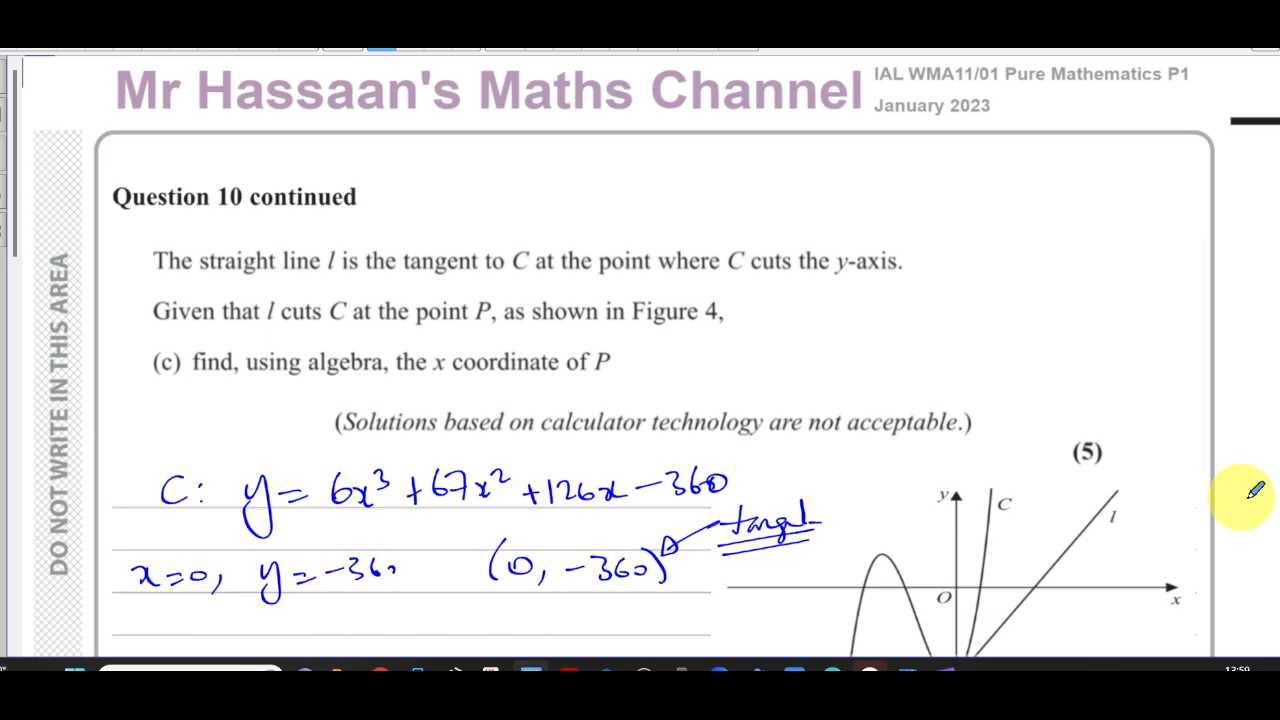 Mr Hassaan's Maths Channel
IAL WMA11/01 Pure Mathematics P1
January 2023
DO NOT WRITE IN THIS AREA
Question 10 continued
The straight line l is the tangent to C at the point where C cuts the y-axis.
Given that l cuts C at the point P, as shown in Figure 4,
(c) find, using algebra, the x coordinate of P
(Solutions based on calculator technology are not acceptable.)
(5)
C: y = 6x³ + 67x² + 126x − 360
x=0, y = −360 (0, −360)
y C l
O x